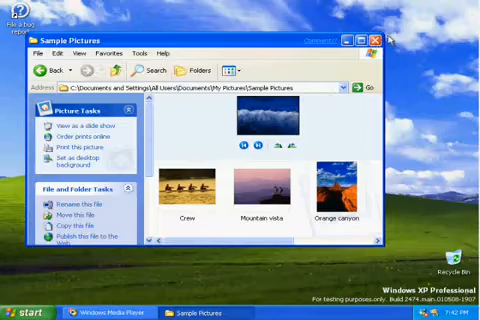 File a bug
report
Sample Pictures
Comments?
File Edit View Favorites Tools Help
Back
Search
Folders
Address
C:\Documents and Settings\All Users\Documents\My Pictures\Sample Pictures
Go
Picture Tasks
View as a slide show
Order prints online
Print this picture
Set as desktop
background
File and Folder Tasks
Rename this file
Move this file
Copy this file
Publish this file to the
Web
Crew
Mountain vista
Orange canyon
Recycle Bin
Windows XP Professional
For testing purposes only. Build 2474.main.010508-1907
start
Windows Media Player
Sample Pictures
7:42 PM